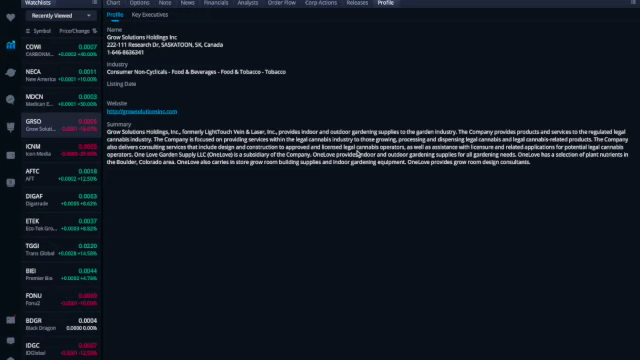 Watchlists
Chart Options Note News Financials Analysts Order Flow Corp Actions Releases Profile
Recently Viewed
Profile Key Executives
Symbol Price/Change
COWI 0.0007
CARBONM... +0.0002 +40.00%
NECA 0.0011
New America +0.0001 +10.00%
MDCN 0.0003
Medican E... +0.0001 +50.00%
GRSO
Grow Soluti...
ICNM
Icon Media
AFTC 0.0018
AFT +0.0002 +12.50%
DIGAF 0.0063
Digatrade +0.0005 +8.63%
ETEK 0.0037
Eco-Tek Gro... +0.0003 +8.82%
TGGI 0.0220
Trans Global +0.0028 +14.58%
BIEI 0.0044
Premier Bio +0.0002 +4.76%
FONU
FonU2
BDGR 0.0004
Black Dragon 0.0000 0.00%
IDGC
IDGlobal
Name
Grow Solutions Holdings Inc
222-111 Research Dr, SASKATOON, SK, Canada
1-646-8636341
Industry
Consumer Non-Cyclicals - Food & Beverages - Food & Tobacco - Tobacco
Listing Date
Website
http://growsolutionsinc.com
Summary
Grow Solutions Holdings, Inc., formerly LightTouch Vein & Laser, Inc., provides indoor and outdoor gardening supplies to the garden industry. The Company provides products and services to the regulated legal
cannabis industry. The Company is focused on providing services within the legal cannabis industry to those growing, processing and dispensing legal cannabis and legal cannabis-related products. The Company
also delivers consulting services that include design and construction to approved and licensed legal cannabis operators, as well as assistance with licensure and related applications for potential legal cannabis
operators. One Love Garden Supply LLC (OneLove) is a subsidiary of the Company. OneLove provides indoor and outdoor gardening supplies for all gardening needs. OneLove has a selection of plant nutrients in
the Boulder, Colorado area. OneLove also carries in store grow room building supplies and indoor gardening equipment. OneLove provides grow room design consultants.